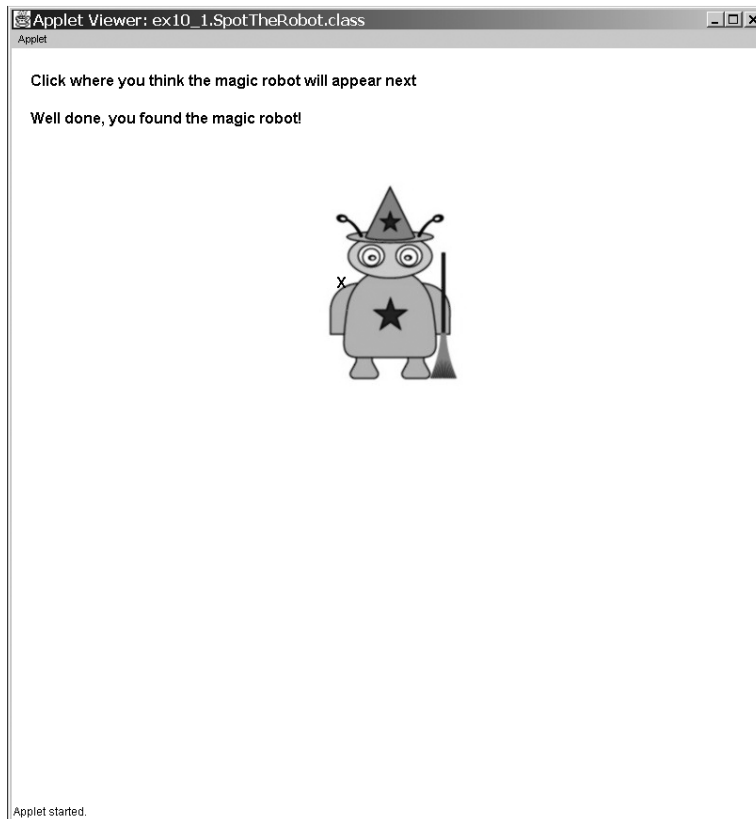 Applet Viewer: ex10_1.SpotTheRobot.class
Applet
Click where you think the magic robot will appear next
Well done, you found the magic robot!
X
Applet started.